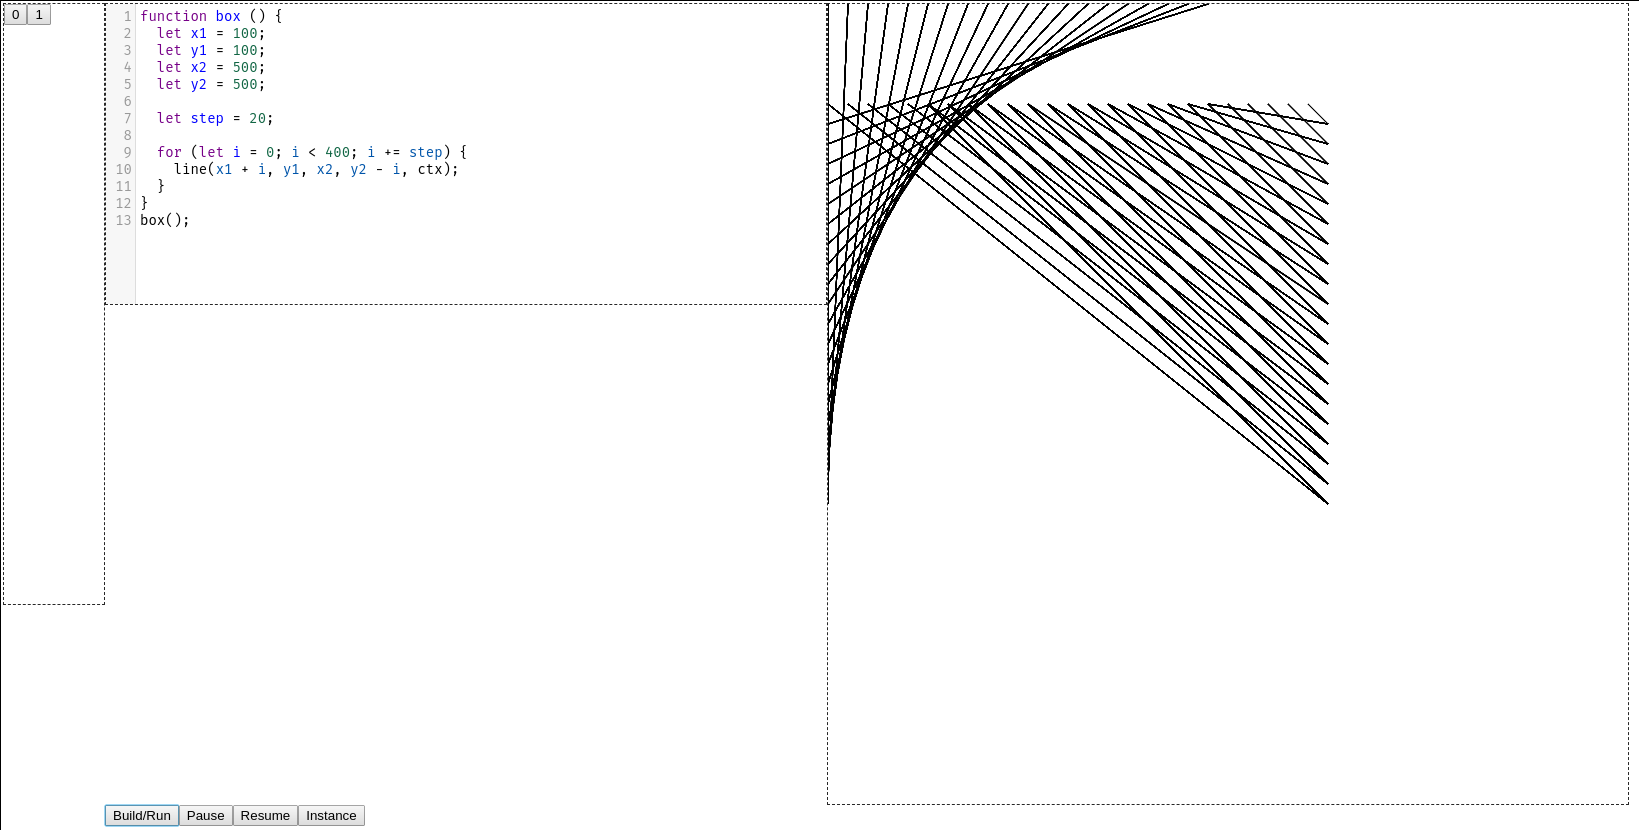 0 1
1 function box () {
2 let x1 = 100;
3 let y1 = 100;
4 let x2 = 500;
5 let y2 = 500;
6
7 let step = 20;
8
9 for (let i = 0; i < 400; i += step) {
10 line(x1 + i, y1, x2, y2 - i, ctx);
11 }
12 }
13 box();
Build/Run Pause Resume Instance